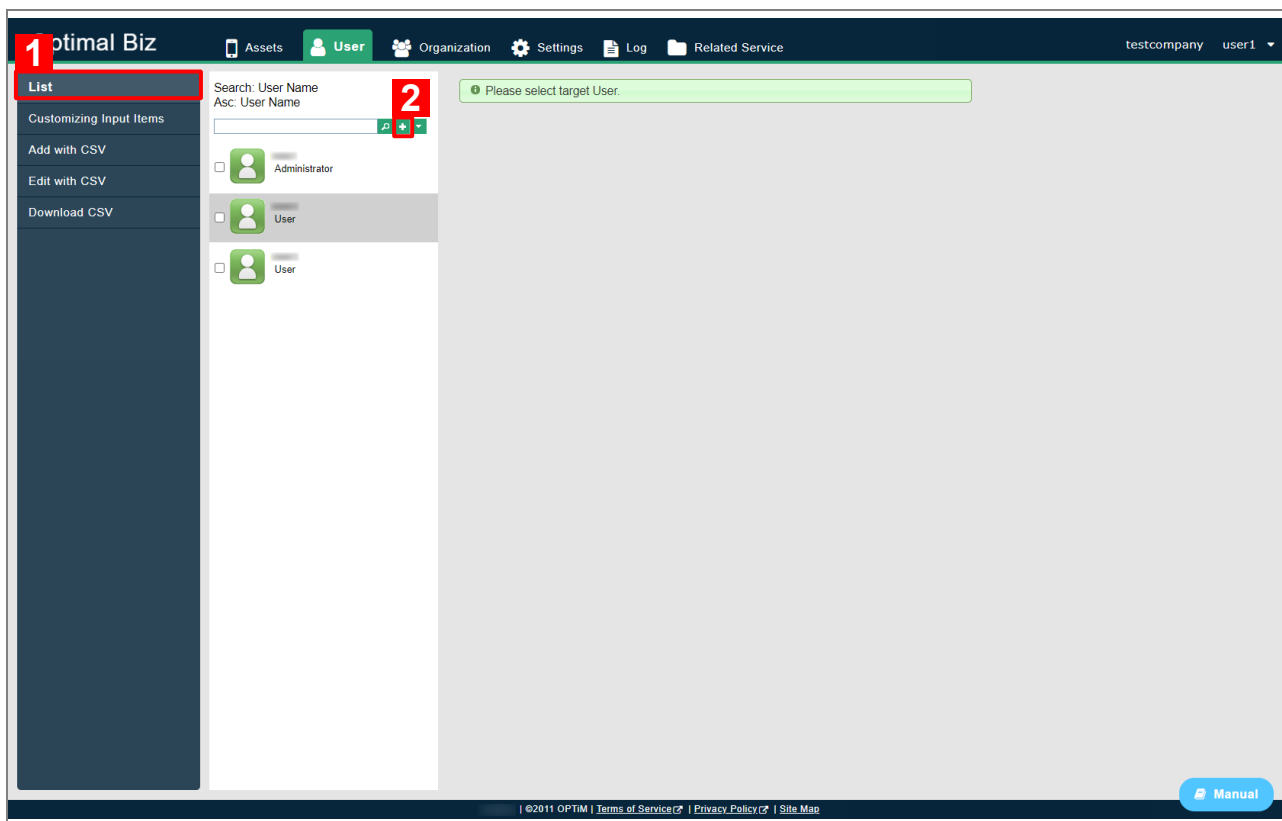 ptimal Biz
Assets
User
Organization
Settings
Log
Related Service
testcompany
user1
1
List
Customizing Input Items
Add with CSV
Edit with CSV
Download CSV
Search: User Name
Asc: User Name
2
Administrator
User
User
Please select target User.
Manual
| ©2011 OPTiM | Terms of Service | Privacy Policy | Site Map